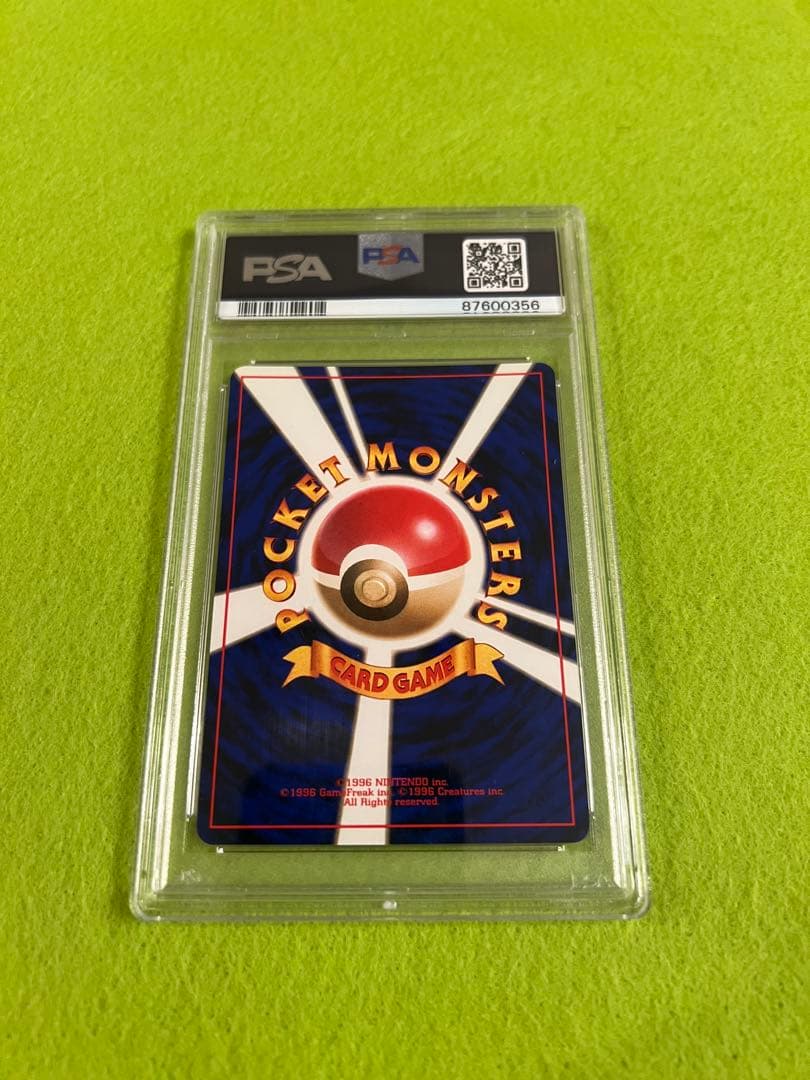 PSA
PSA
87600356
POCKET MONSTERS
CARD GAME
©1996 NINTENDO inc.
©1996 GameFreak inc. ©1996 Creatures inc.
All Rights reserved.